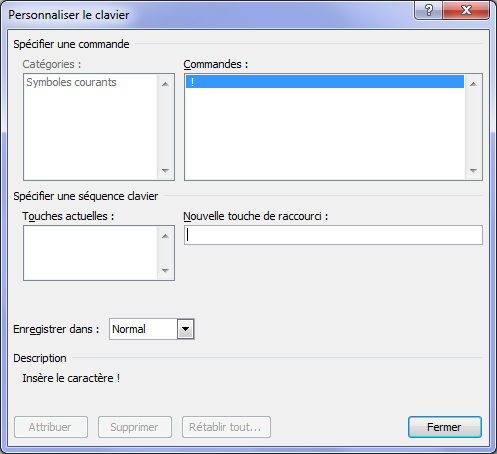 Personnaliser le clavier
Spécifier une commande
Catégories :
Commandes :
Symboles courants
!
Spécifier une séquence clavier
Touches actuelles :
Nouvelle touche de raccourci :
Enregistrer dans :
Normal
Description
Insère le caractère !
Attribuer
Supprimer
Rétablir tout...
Fermer